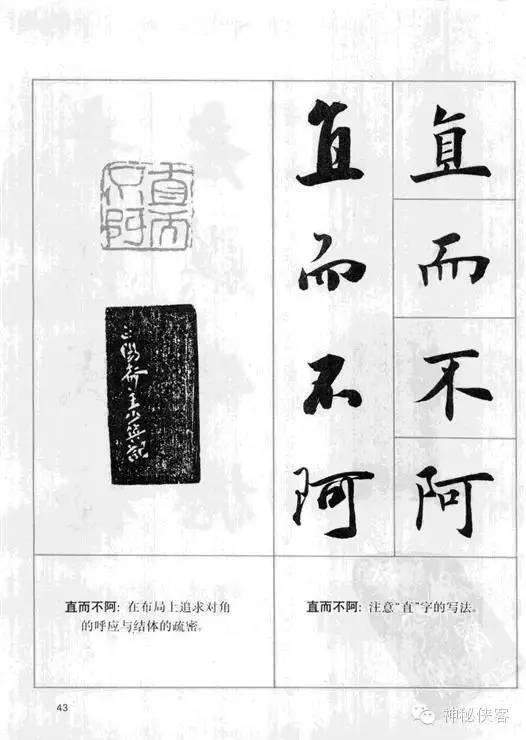 直而不阿
直而不阿
直而不阿
直而不阿：在布局上追求对角
的呼应与结体的疏密。
直而不阿：注意“直”字的写法。
43
神秘侠客